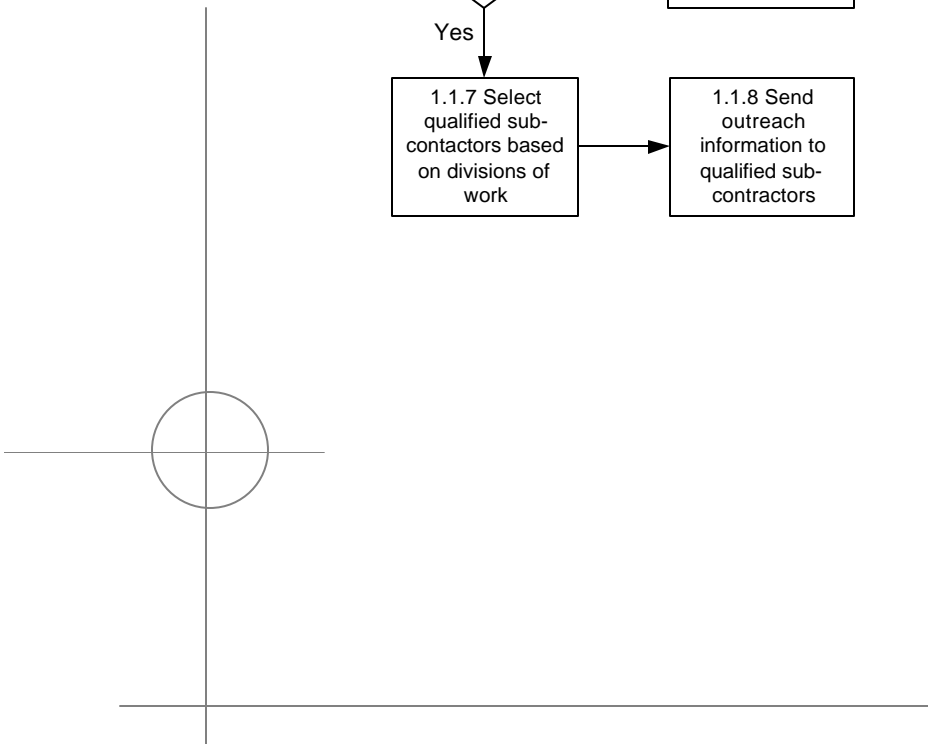 Yes
1.1.7 Select
qualified sub-
contactors based
on divisions of
work
1.1.8 Send
outreach
information to
qualified sub-
contractors